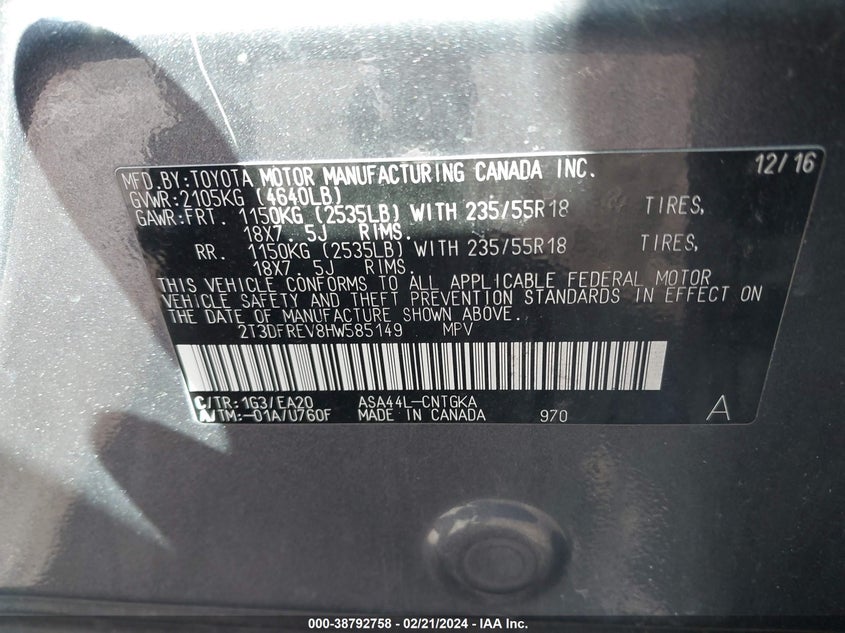 MFD.BY:TOYOTA MOTOR MANUFACTURING CANADA INC. 12/16
GVWR:2105KG (4640LB)
GAWR:FRT. 1150KG (2535LB) WITH 235/55R18 TIRES,
18X7.5J RIMS.
RR. 1150KG (2535LB) WITH 235/55R18 TIRES,
18X7.5J RIMS.
THIS VEHICLE CONFORMS TO ALL APPLICABLE FEDERAL MOTOR
VEHICLE SAFETY AND THEFT PREVENTION STANDARDS IN EFFECT ON
THE DATE OF MANUFACTURE SHOWN ABOVE.
2T3DFREV8HW585149 MPV
C/TR:1G3/EA20 ASA44L-CNTGKA
A/TM:-01A/U760F MADE IN CANADA 970 A
000-38792758 - 02/21/2024 - IAA Inc.